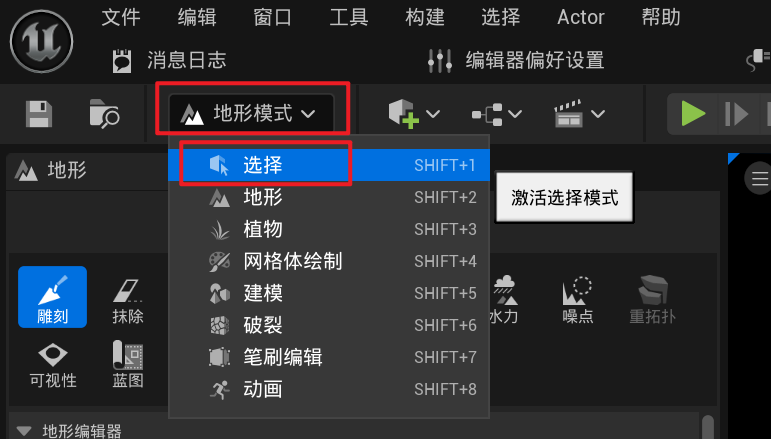 文件 编辑 窗口 工具 构建 选择 Actor 帮助
消息日志 编辑器偏好设置
地形模式
地形
选择 SHIFT+1
激活选择模式
地形 SHIFT+2
植物 SHIFT+3
网格体绘制 SHIFT+4
建模 SHIFT+5
破裂 SHIFT+6
笔刷编辑 SHIFT+7
动画 SHIFT+8
雕刻 抹除 水力 噪点 重拓扑
可视性 蓝图
地形编辑器